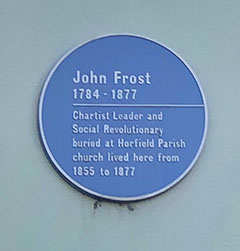 John Frost
1784 - 1877
Chartist Leader and
Social Revolutionary
buried at Horfield Parish
church lived here from
1855 to 1877